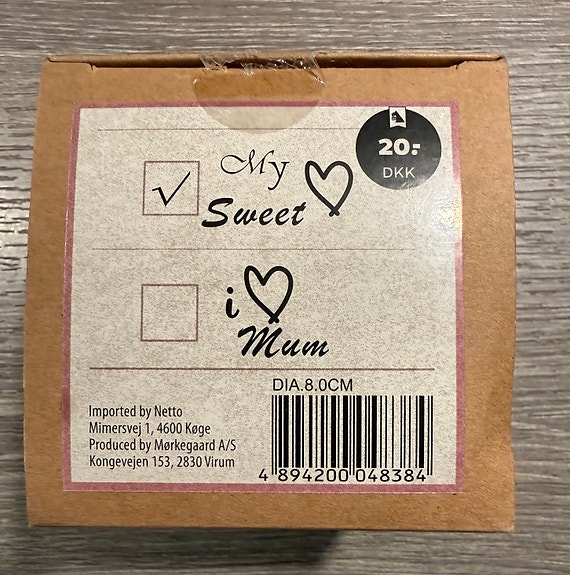 My
Sweet
20.-
DKK
i
Mum
DIA.8.0CM
Imported by Netto
Mimersvej 1, 4600 Køge
Produced by Mørkegaard A/S
Kongevejen 153, 2830 Virum
4 894200 048384